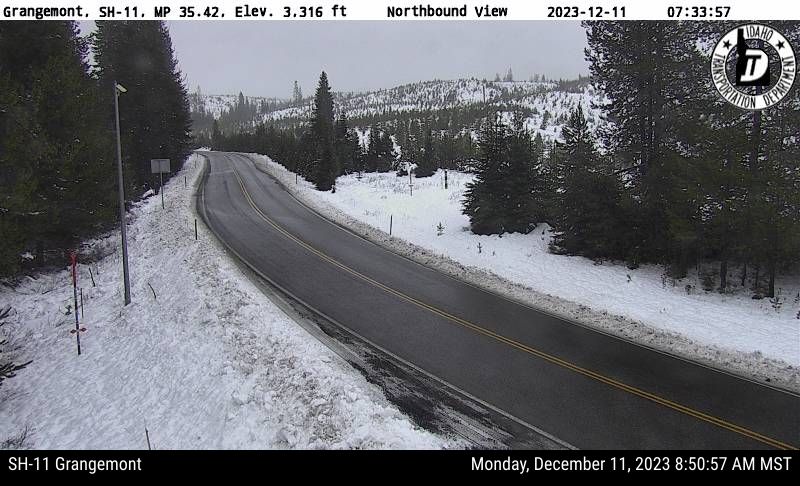 Grangemont, SH-11, MP 35.42, Elev. 3,316 ft Northbound View 2023-12-11 07:33:57
IDAHO
TRANSPORTATION DEPARTMENT
SH-11 Grangemont Monday, December 11, 2023 8:50:57 AM MST